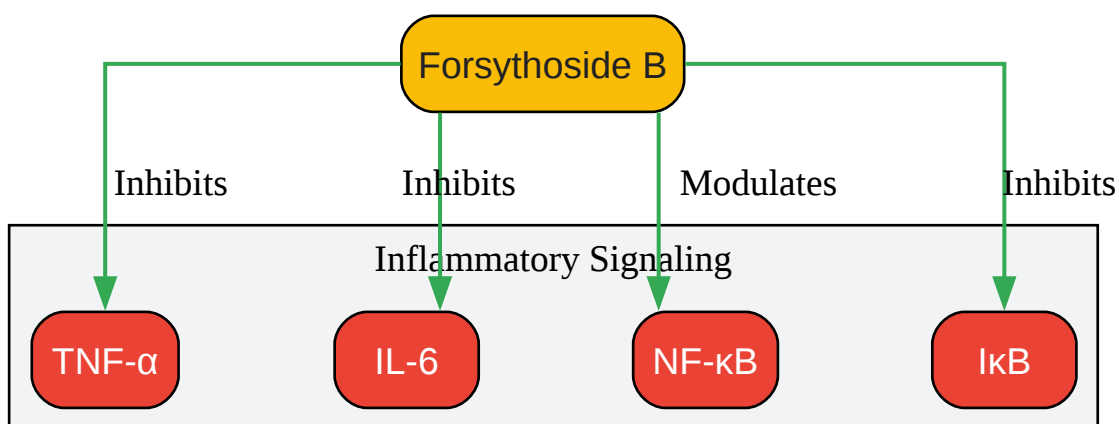 Forsythoside B
Inhibits Inhibits Modulates Inhibits
Inflammatory Signaling
TNF-α IL-6 NF-κB IκB